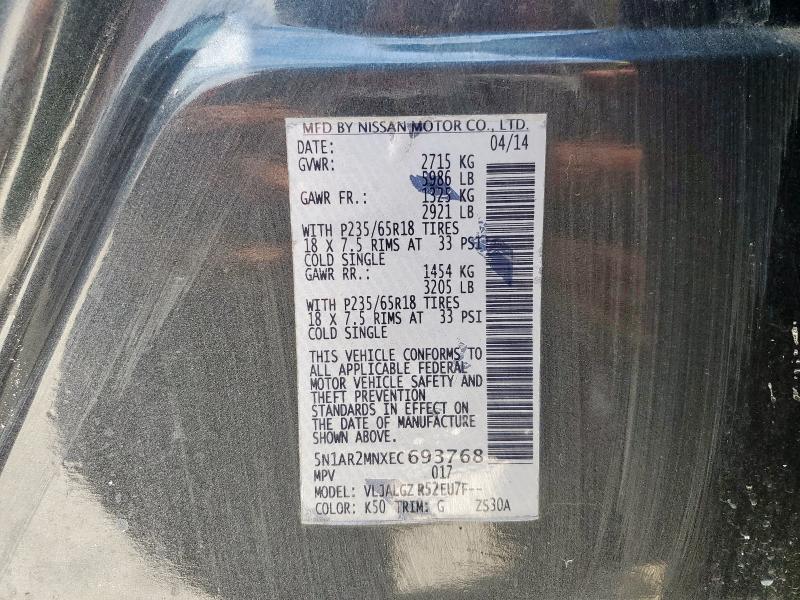 MFD BY NISSAN MOTOR CO., LTD.
DATE: 04/14
GVWR: 2715 KG
5986 LB
GAWR FR.: 1325 KG
2921 LB
WITH P235/65R18 TIRES
18 X 7.5 RIMS AT 33 PSI
COLD SINGLE
GAWR RR.: 1454 KG
3205 LB
WITH P235/65R18 TIRES
18 X 7.5 RIMS AT 33 PSI
COLD SINGLE
THIS VEHICLE CONFORMS TO
ALL APPLICABLE FEDERAL
MOTOR VEHICLE SAFETY AND
THEFT PREVENTION
STANDARDS IN EFFECT ON
THE DATE OF MANUFACTURE
SHOWN ABOVE.
5N1AR2MNXEC693768
MPV 017
MODEL: VLJALGZ R52EU7F--
COLOR: K50 TRIM: G ZS30A